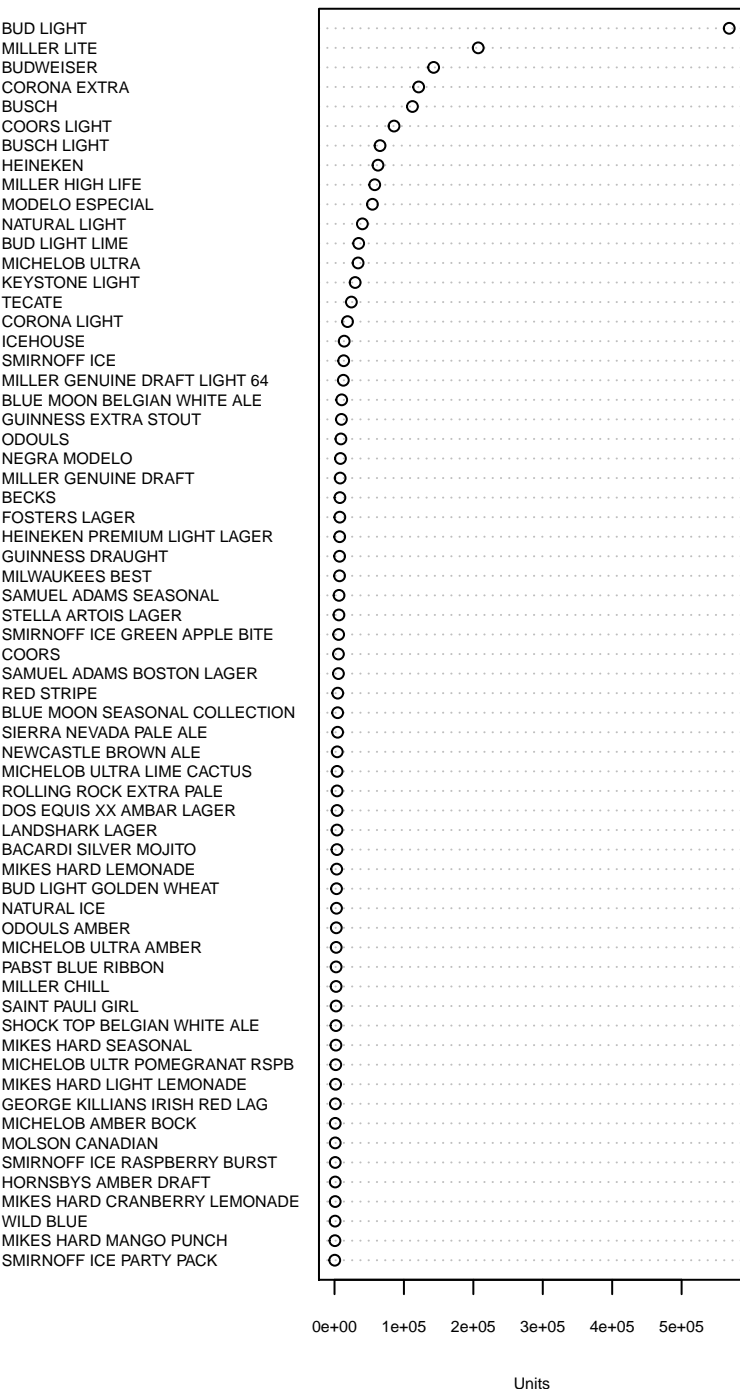 BUD LIGHT
MILLER LITE
BUDWEISER
CORONA EXTRA
BUSCH
COORS LIGHT
BUSCH LIGHT
HEINEKEN
MILLER HIGH LIFE
MODELO ESPECIAL
NATURAL LIGHT
BUD LIGHT LIME
MICHELOB ULTRA
KEYSTONE LIGHT
TECATE
CORONA LIGHT
ICEHOUSE
SMIRNOFF ICE
MILLER GENUINE DRAFT LIGHT 64
BLUE MOON BELGIAN WHITE ALE
GUINNESS EXTRA STOUT
ODOULS
NEGRA MODELO
MILLER GENUINE DRAFT
BECKS
FOSTERS LAGER
HEINEKEN PREMIUM LIGHT LAGER
GUINNESS DRAUGHT
MILWAUKEES BEST
SAMUEL ADAMS SEASONAL
STELLA ARTOIS LAGER
SMIRNOFF ICE GREEN APPLE BITE
COORS
SAMUEL ADAMS BOSTON LAGER
RED STRIPE
BLUE MOON SEASONAL COLLECTION
SIERRA NEVADA PALE ALE
NEWCASTLE BROWN ALE
MICHELOB ULTRA LIME CACTUS
ROLLING ROCK EXTRA PALE
DOS EQUIS XX AMBAR LAGER
LANDSHARK LAGER
BACARDI SILVER MOJITO
MIKES HARD LEMONADE
BUD LIGHT GOLDEN WHEAT
NATURAL ICE
ODOULS AMBER
MICHELOB ULTRA AMBER
PABST BLUE RIBBON
MILLER CHILL
SAINT PAULI GIRL
SHOCK TOP BELGIAN WHITE ALE
MIKES HARD SEASONAL
MICHELOB ULTR POMEGRANAT RSPB
MIKES HARD LIGHT LEMONADE
GEORGE KILLIANS IRISH RED LAG
MICHELOB AMBER BOCK
MOLSON CANADIAN
SMIRNOFF ICE RASPBERRY BURST
HORNSBYS AMBER DRAFT
MIKES HARD CRANBERRY LEMONADE
WILD BLUE
MIKES HARD MANGO PUNCH
SMIRNOFF ICE PARTY PACK
0e+00 1e+05 2e+05 3e+05 4e+05 5e+05
Units